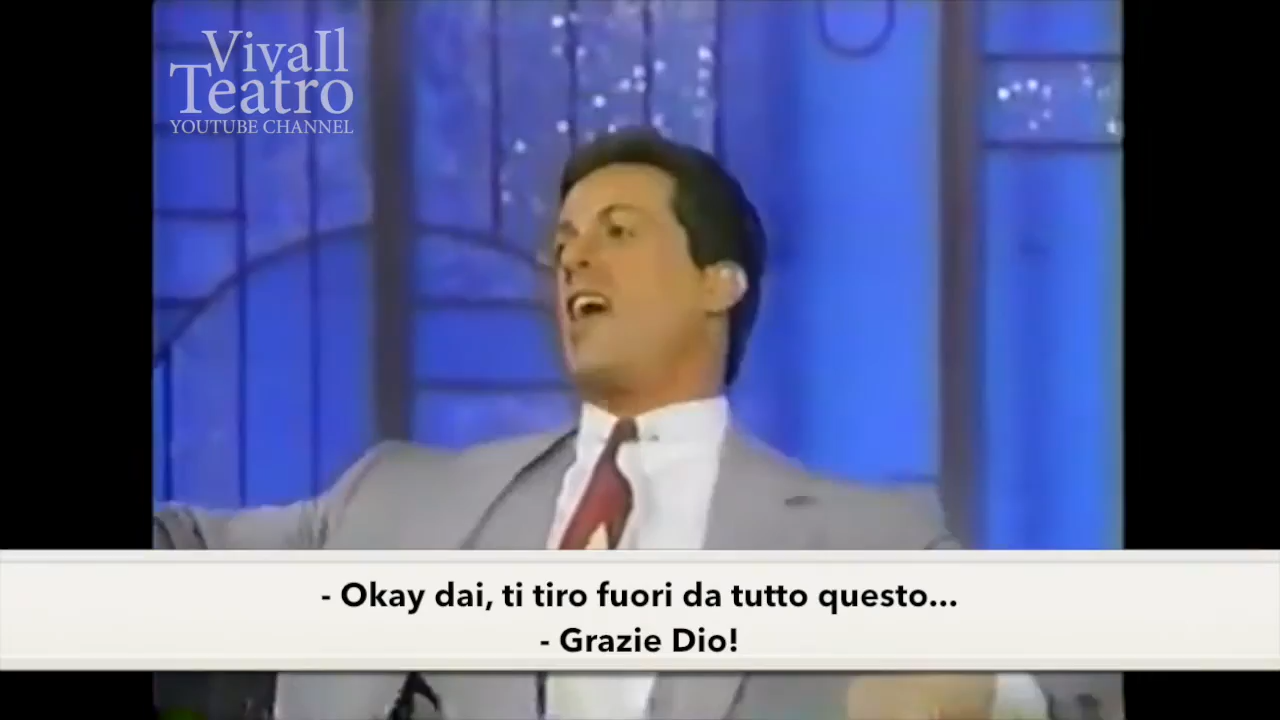 VivaIl
Teatro
YOUTUBE CHANNEL
- Okay dai, ti tiro fuori da tutto questo...
- Grazie Dio!